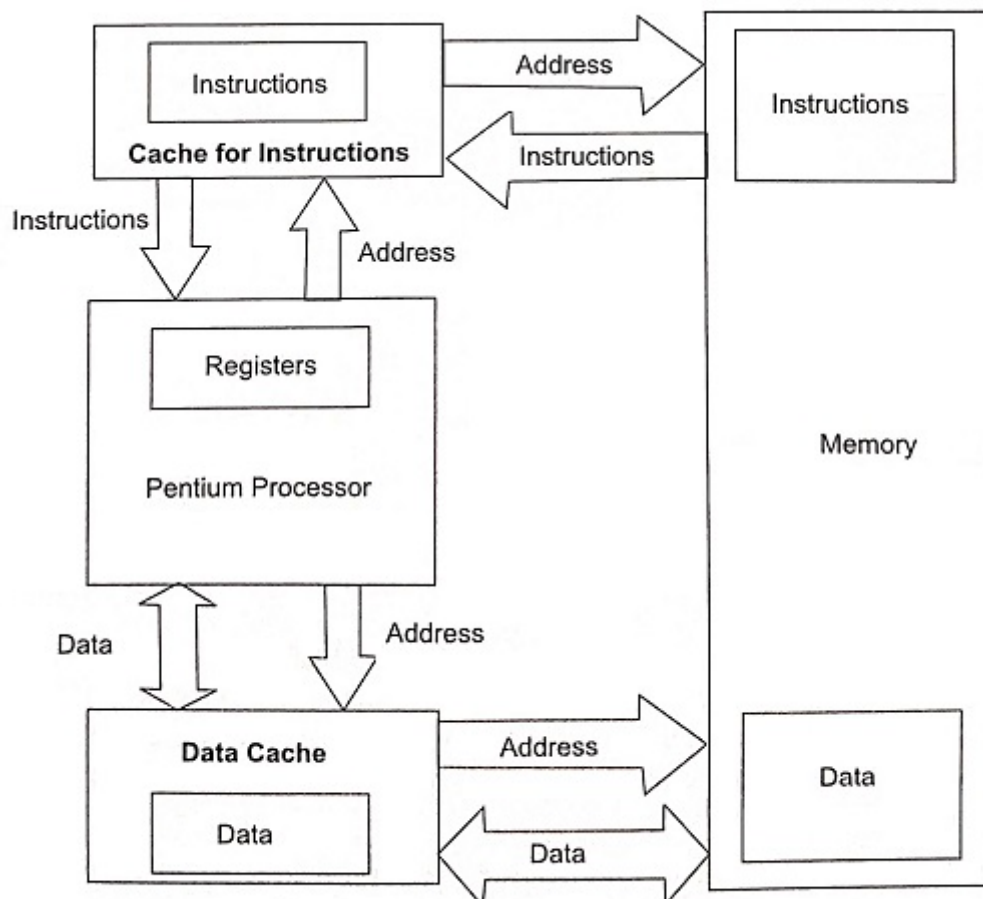 Instructions
Cache for Instructions
Address
Instructions
Instructions
Instructions
Address
Registers
Pentium Processor
Memory
Data
Address
Data Cache
Data
Address
Data
Data